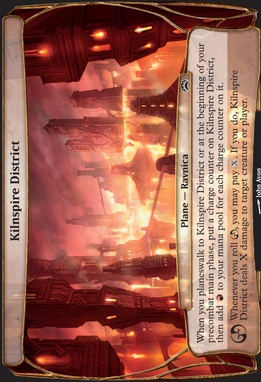 Kilnspire District
Plane — Ravnica
When you planeswalk to Kilnspire District or at the beginning of your
precombat main phase, put a charge counter on Kilnspire District,
then add to your mana pool for each charge counter on it.
Whenever you roll , you may pay X. If you do, Kilnspire
District deals X damage to target creature or player.
John Avon